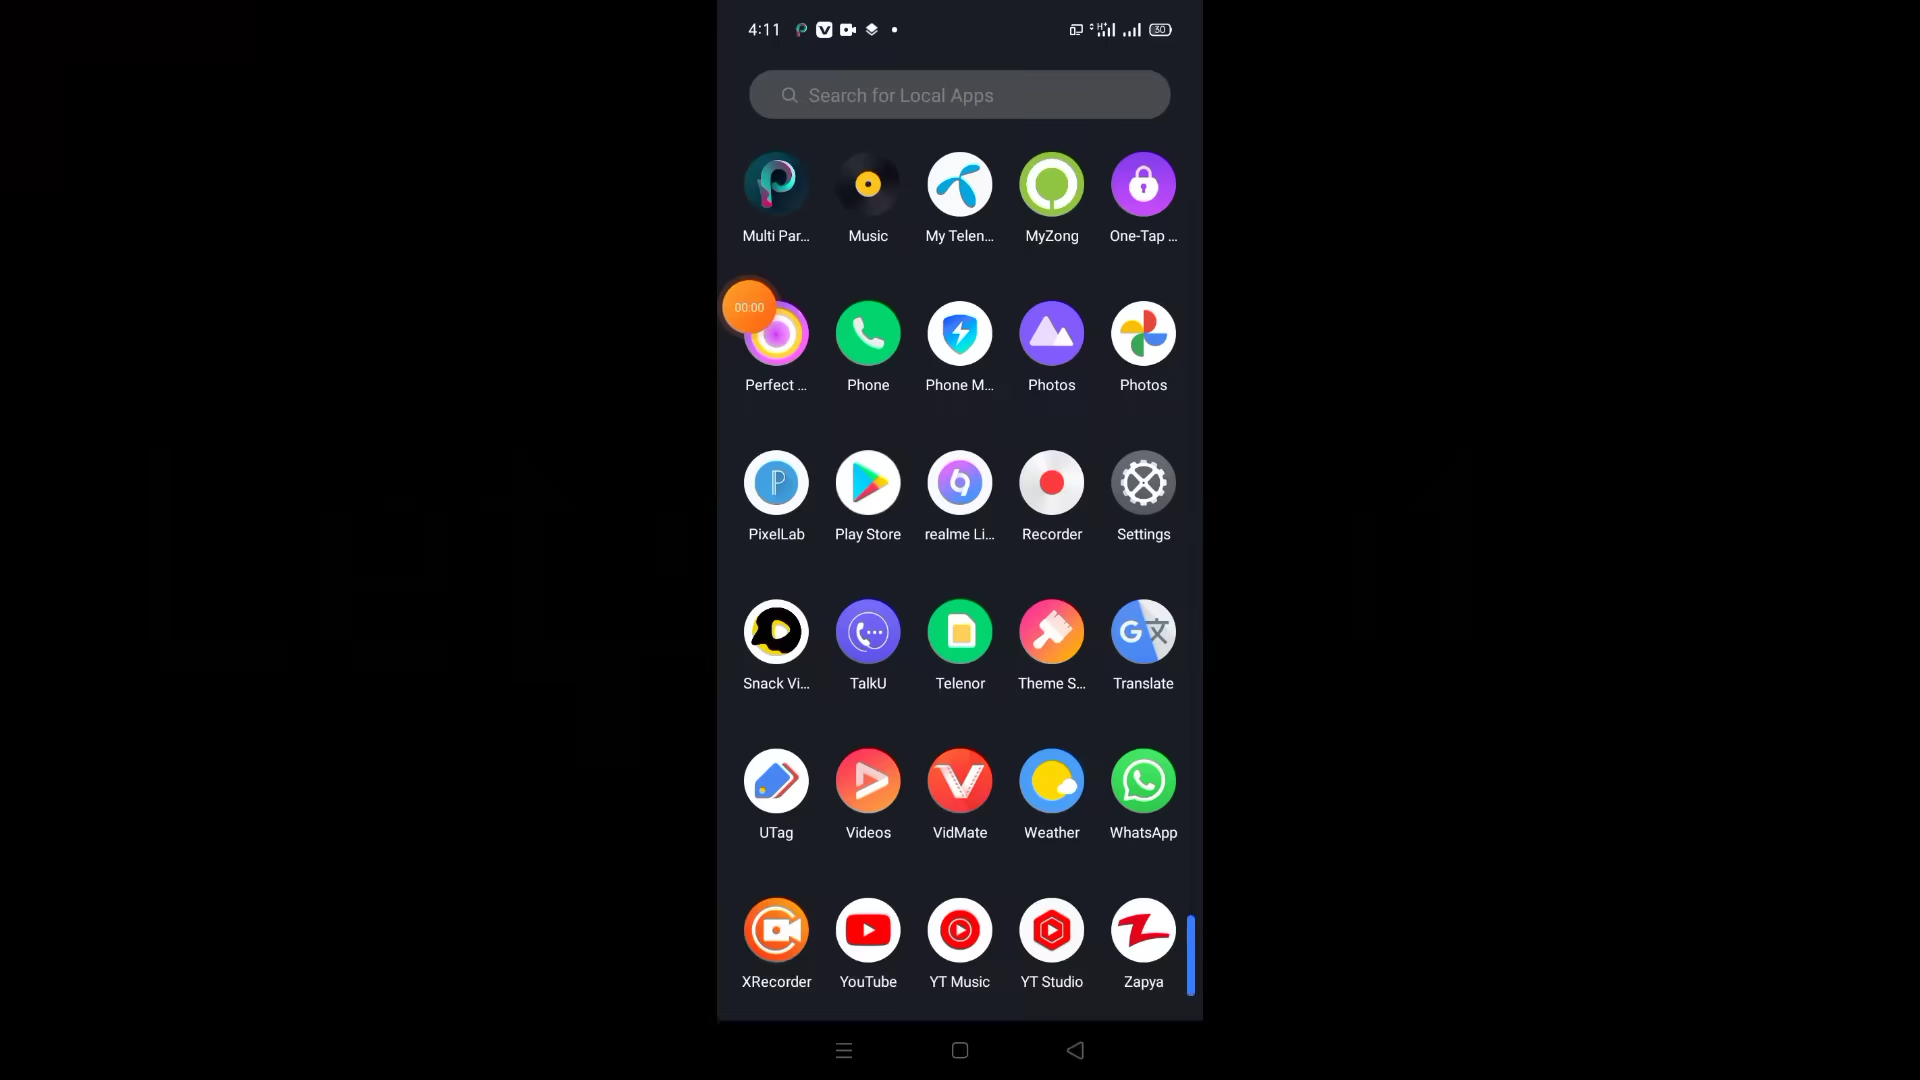 4:11 30
Search for Local Apps
Multi Par... Music My Telen... MyZong One-Tap ...
00:00
Perfect ... Phone Phone M... Photos Photos
PixelLab Play Store realme Li... Recorder Settings
Snack Vi... TalkU Telenor Theme S... Translate
UTag Videos VidMate Weather WhatsApp
XRecorder YouTube YT Music YT Studio Zapya